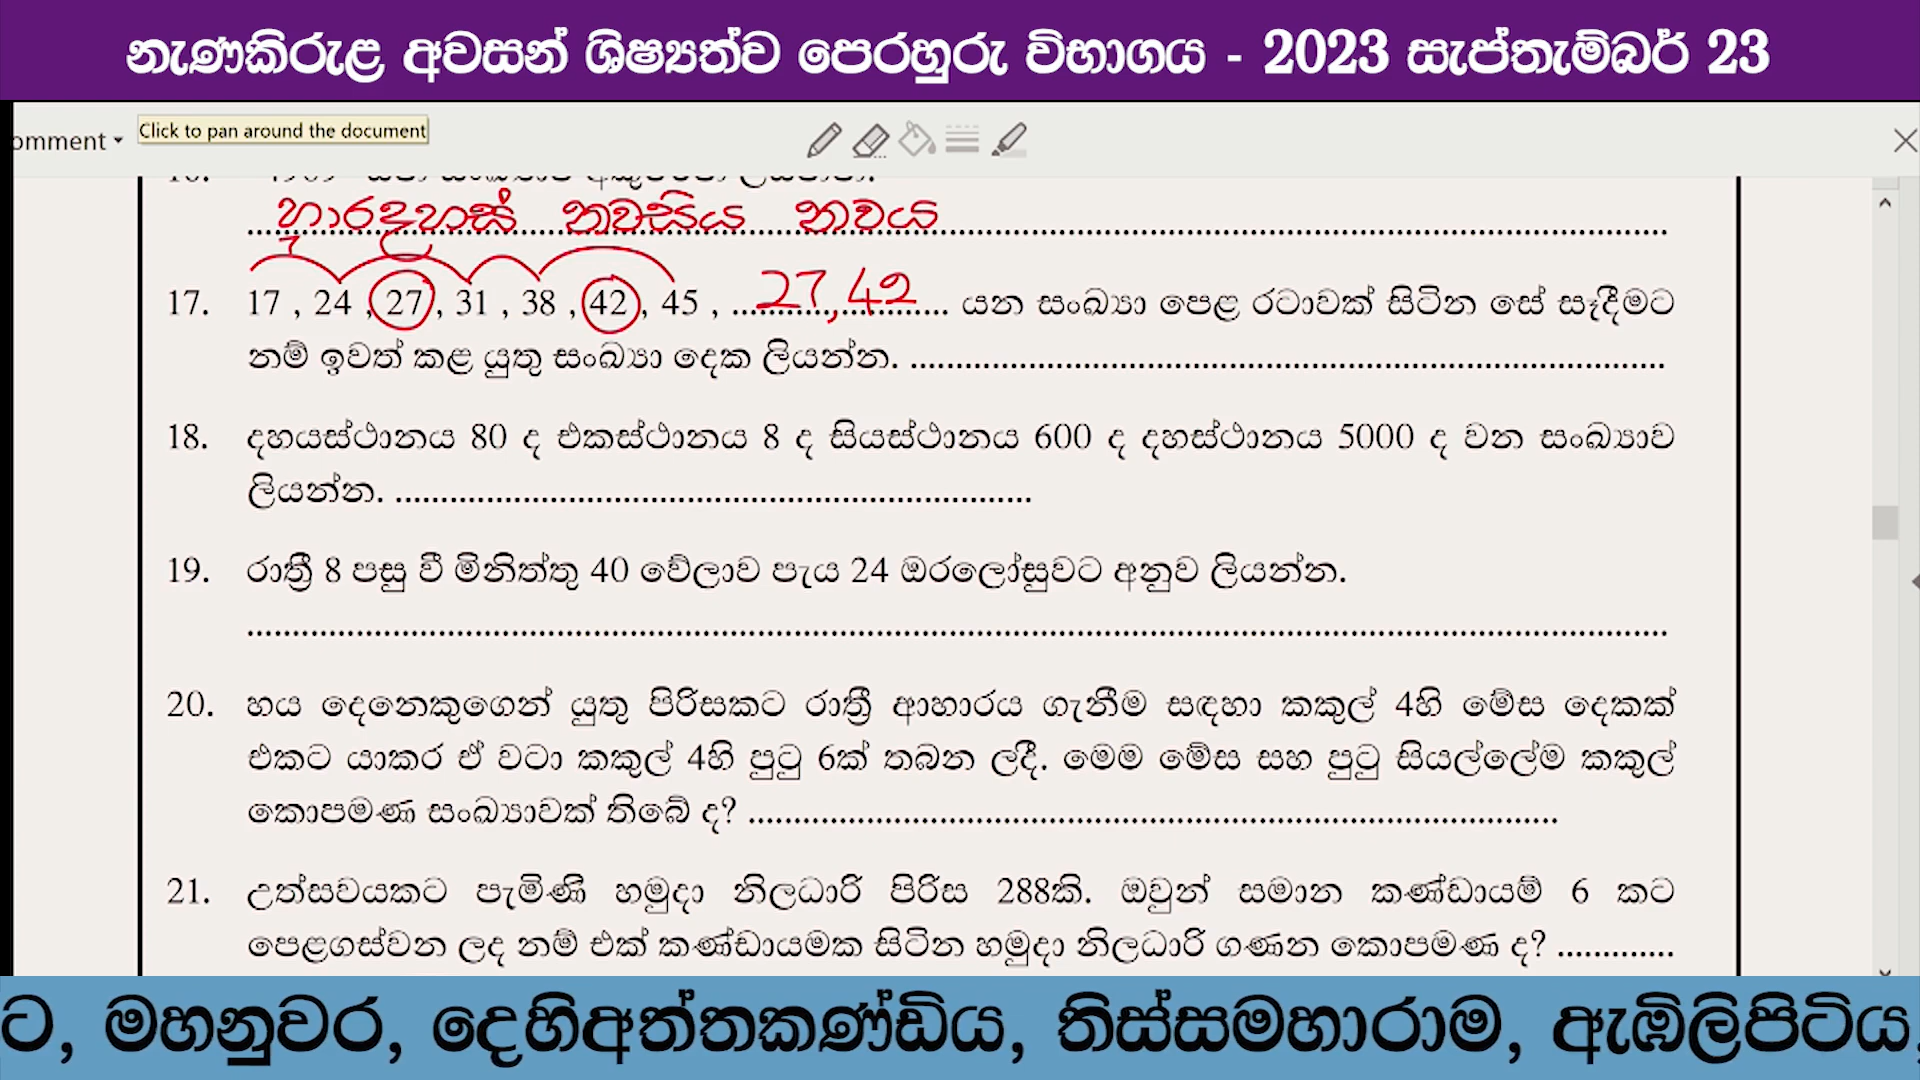 නැණකිරුළ අවසන් ශිෂ්‍යත්ව පෙරහුරු විභාගය - 2023 සැප්තැම්බර් 23
omment
Click to pan around the document
හාරදහස් නවසිය නවය
17. 17 , 24 , 27 , 31 , 38 , 42 , 45 , ........ 27,42 ........ යන සංඛ්‍යා පෙළ රටාවක් සිටින සේ සෑදීමට
නම් ඉවත් කළ යුතු සංඛ්‍යා දෙක ලියන්න. ........................
18. දහයස්ථානය 80 ද එකස්ථානය 8 ද සියස්ථානය 600 ද දහස්ථානය 5000 ද වන සංඛ්‍යාව
ලියන්න. ........................
19. රාත්‍රී 8 පසු වී මිනිත්තු 40 වේලාව පැය 24 ඔරලෝසුවට අනුව ලියන්න.
........................
20. හය දෙනෙකුගෙන් යුතු පිරිසකට රාත්‍රී ආහාරය ගැනීම සඳහා කකුල් 4හි මේස දෙකක්
එකට යාකර ඒ වටා කකුල් 4හි පුටු 6ක් තබන ලදී. මෙම මේස සහ පුටු සියල්ලේම කකුල්
කොපමණ සංඛ්‍යාවක් තිබේ ද? ........................
21. උත්සවයකට පැමිණි හමුදා නිලධාරී පිරිස 288කි. ඔවුන් සමාන කණ්ඩායම් 6 කට
පෙළගස්වන ලද නම් එක් කණ්ඩායමක සිටින හමුදා නිලධාරී ගණන කොපමණ ද? .............
ට, මහනුවර, දෙහිඅත්තකණ්ඩිය, තිස්සමහාරාම, ඇඹිලිපිටිය,